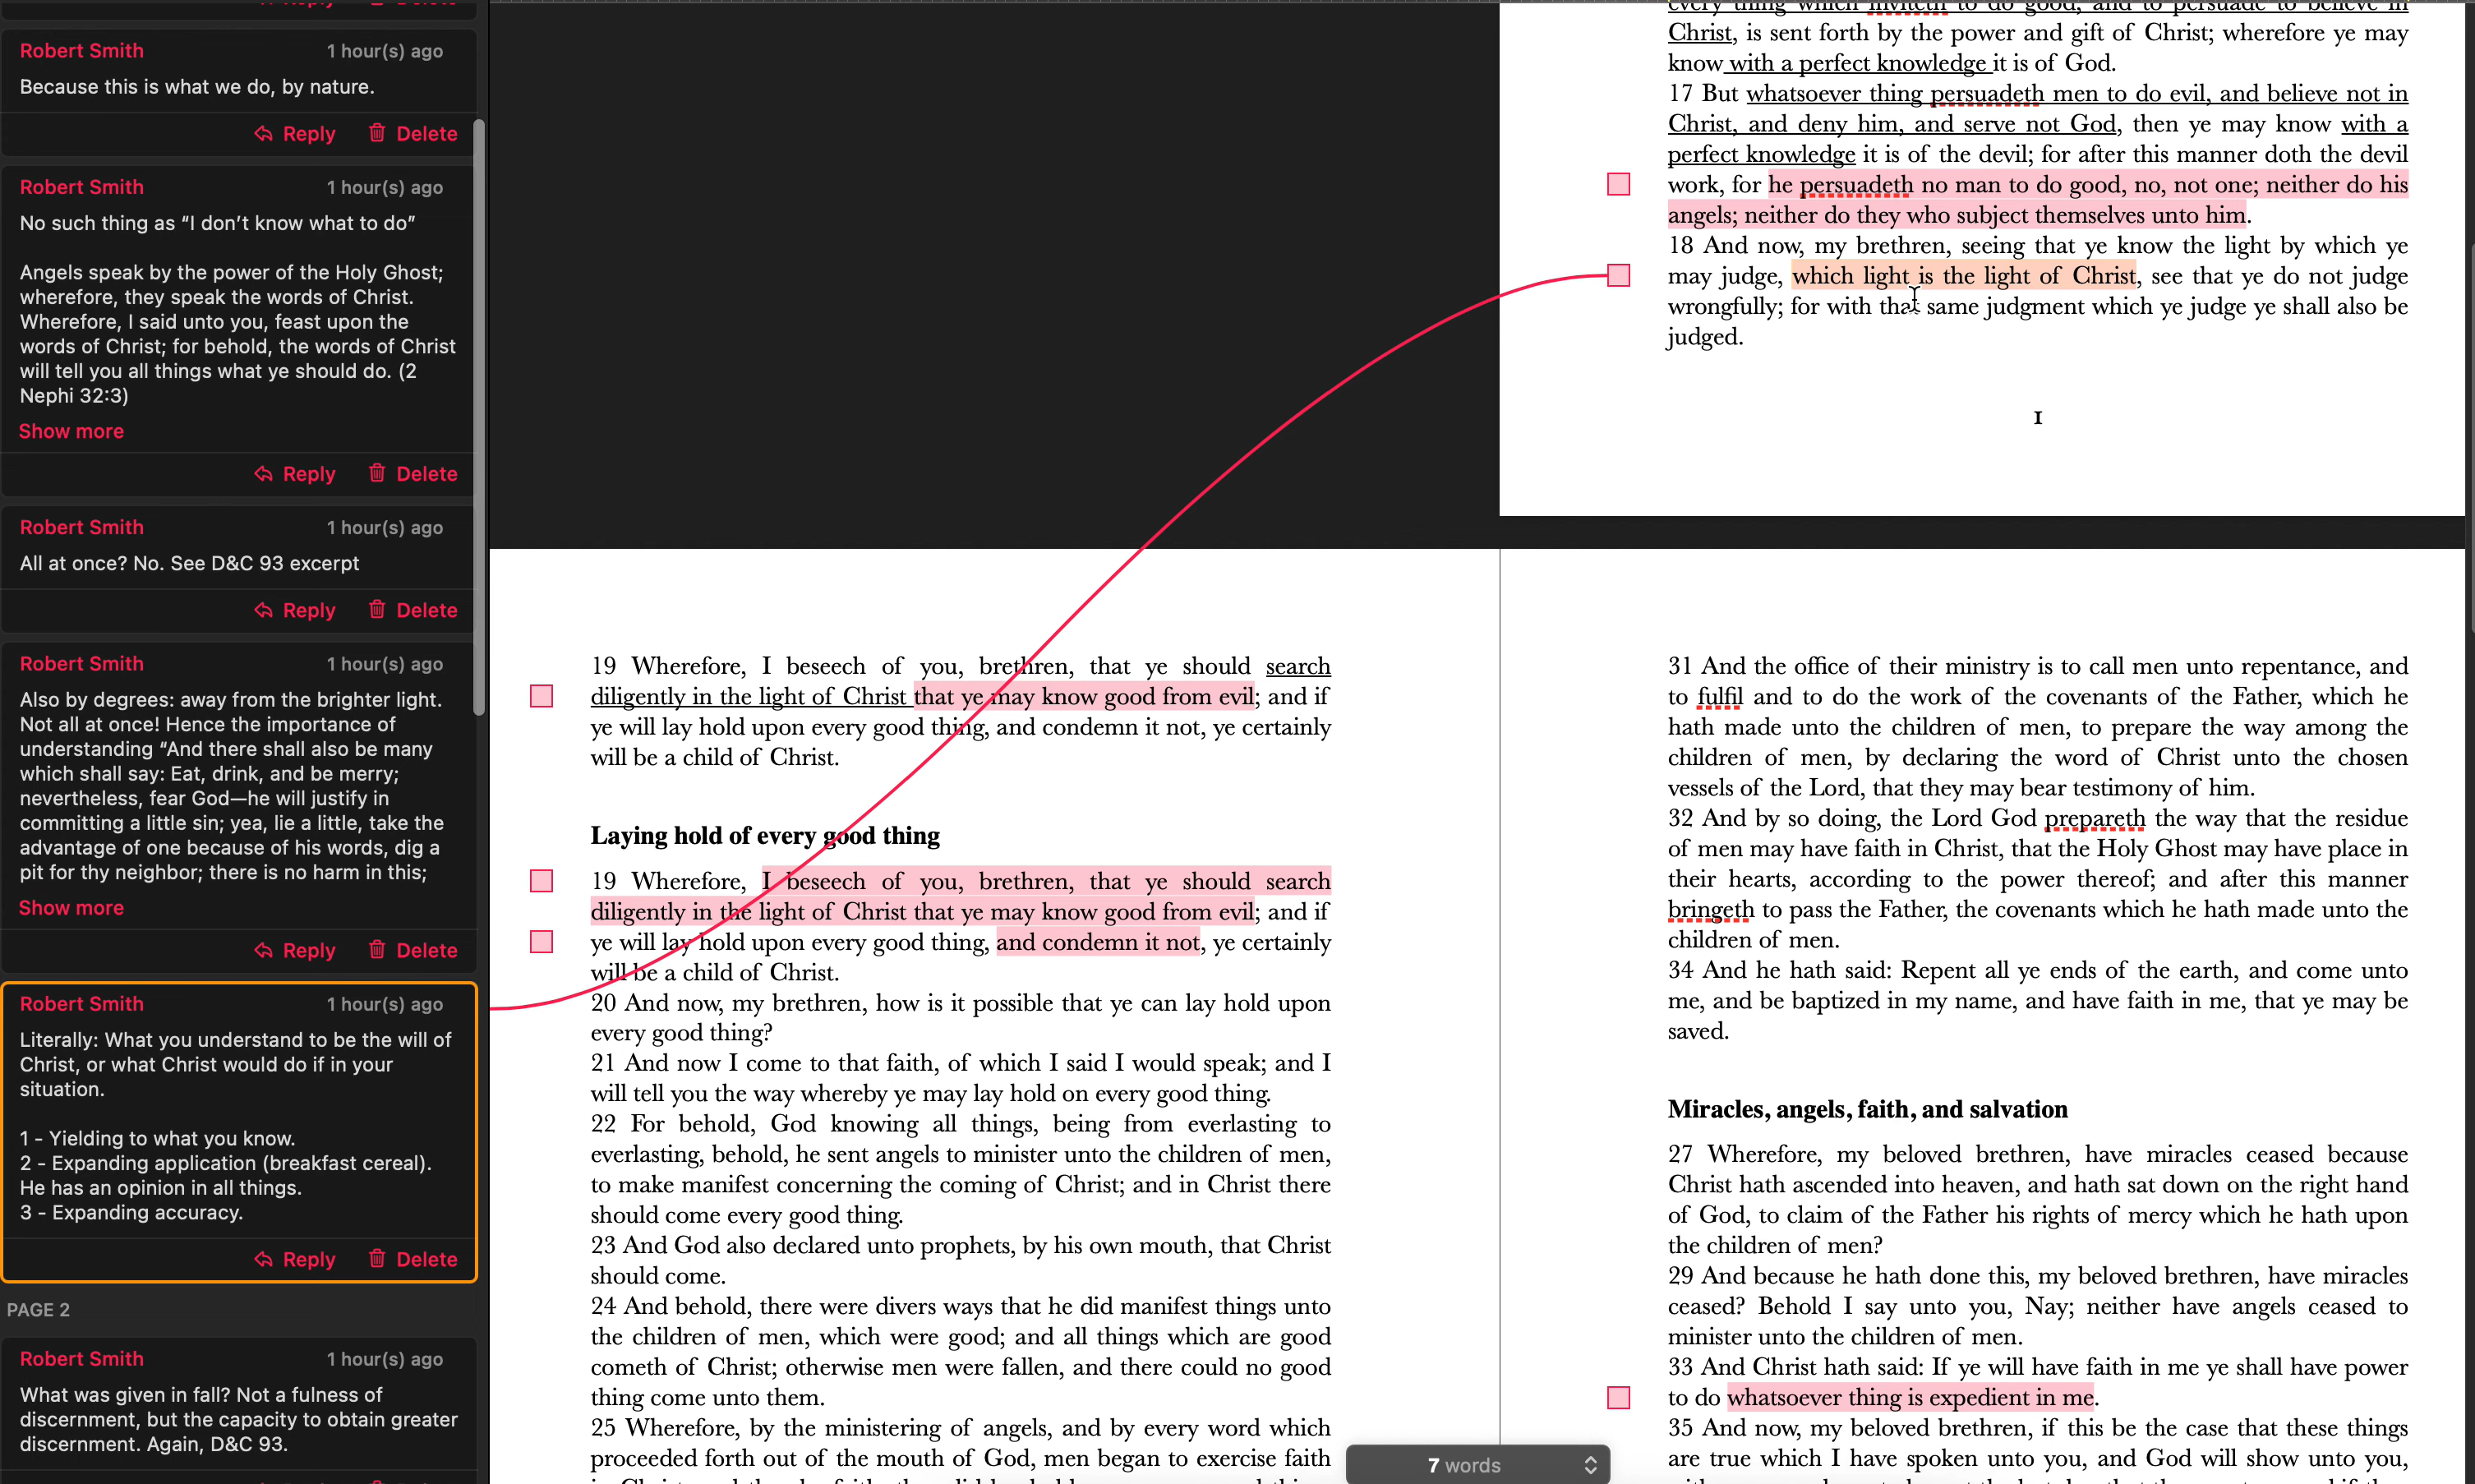 Reply Delete
Robert Smith 1 hour(s) ago
Because this is what we do, by nature.
Reply Delete
Robert Smith 1 hour(s) ago
No such thing as “I don’t know what to do”
Angels speak by the power of the Holy Ghost;
wherefore, they speak the words of Christ.
Wherefore, I said unto you, feast upon the
words of Christ; for behold, the words of Christ
will tell you all things what ye should do. (2
Nephi 32:3)
Show more
Reply Delete
Robert Smith 1 hour(s) ago
All at once? No. See D&C 93 excerpt
Reply Delete
Robert Smith 1 hour(s) ago
Also by degrees: away from the brighter light.
Not all at once! Hence the importance of
understanding “And there shall also be many
which shall say: Eat, drink, and be merry;
nevertheless, fear God—he will justify in
committing a little sin; yea, lie a little, take the
advantage of one because of his words, dig a
pit for thy neighbor; there is no harm in this;
Show more
Reply Delete
Robert Smith 1 hour(s) ago
Literally: What you understand to be the will of
Christ, or what Christ would do if in your
situation.
1 - Yielding to what you know.
2 - Expanding application (breakfast cereal).
He has an opinion in all things.
3 - Expanding accuracy.
Reply Delete
PAGE 2
Robert Smith 1 hour(s) ago
What was given in fall? Not a fulness of
discernment, but the capacity to obtain greater
discernment. Again, D&C 93.
every thing which inviteth to do good, and to persuade to believe in
Christ, is sent forth by the power and gift of Christ; wherefore ye may
know with a perfect knowledge it is of God.
17 But whatsoever thing persuadeth men to do evil, and believe not in
Christ, and deny him, and serve not God, then ye may know with a
perfect knowledge it is of the devil; for after this manner doth the devil
work, for he persuadeth no man to do good, no, not one; neither do his
angels; neither do they who subject themselves unto him.
18 And now, my brethren, seeing that ye know the light by which ye
may judge, which light is the light of Christ, see that ye do not judge
wrongfully; for with that same judgment which ye judge ye shall also be
judged.
1
19 Wherefore, I beseech of you, brethren, that ye should search
diligently in the light of Christ that ye may know good from evil; and if
ye will lay hold upon every good thing, and condemn it not, ye certainly
will be a child of Christ.
Laying hold of every good thing
19 Wherefore, I beseech of you, brethren, that ye should search
diligently in the light of Christ that ye may know good from evil; and if
ye will lay hold upon every good thing, and condemn it not, ye certainly
will be a child of Christ.
20 And now, my brethren, how is it possible that ye can lay hold upon
every good thing?
21 And now I come to that faith, of which I said I would speak; and I
will tell you the way whereby ye may lay hold on every good thing.
22 For behold, God knowing all things, being from everlasting to
everlasting, behold, he sent angels to minister unto the children of men,
to make manifest concerning the coming of Christ; and in Christ there
should come every good thing.
23 And God also declared unto prophets, by his own mouth, that Christ
should come.
24 And behold, there were divers ways that he did manifest things unto
the children of men, which were good; and all things which are good
cometh of Christ; otherwise men were fallen, and there could no good
thing come unto them.
25 Wherefore, by the ministering of angels, and by every word which
proceeded forth out of the mouth of God, men began to exercise faith
31 And the office of their ministry is to call men unto repentance, and
to fulfil and to do the work of the covenants of the Father, which he
hath made unto the children of men, to prepare the way among the
children of men, by declaring the word of Christ unto the chosen
vessels of the Lord, that they may bear testimony of him.
32 And by so doing, the Lord God prepareth the way that the residue
of men may have faith in Christ, that the Holy Ghost may have place in
their hearts, according to the power thereof; and after this manner
bringeth to pass the Father, the covenants which he hath made unto the
children of men.
34 And he hath said: Repent all ye ends of the earth, and come unto
me, and be baptized in my name, and have faith in me, that ye may be
saved.
Miracles, angels, faith, and salvation
27 Wherefore, my beloved brethren, have miracles ceased because
Christ hath ascended into heaven, and hath sat down on the right hand
of God, to claim of the Father his rights of mercy which he hath upon
the children of men?
29 And because he hath done this, my beloved brethren, have miracles
ceased? Behold I say unto you, Nay; neither have angels ceased to
minister unto the children of men.
33 And Christ hath said: If ye will have faith in me ye shall have power
to do whatsoever thing is expedient in me.
35 And now, my beloved brethren, if this be the case that these things
are true which I have spoken unto you, and God will show unto you,
7 words